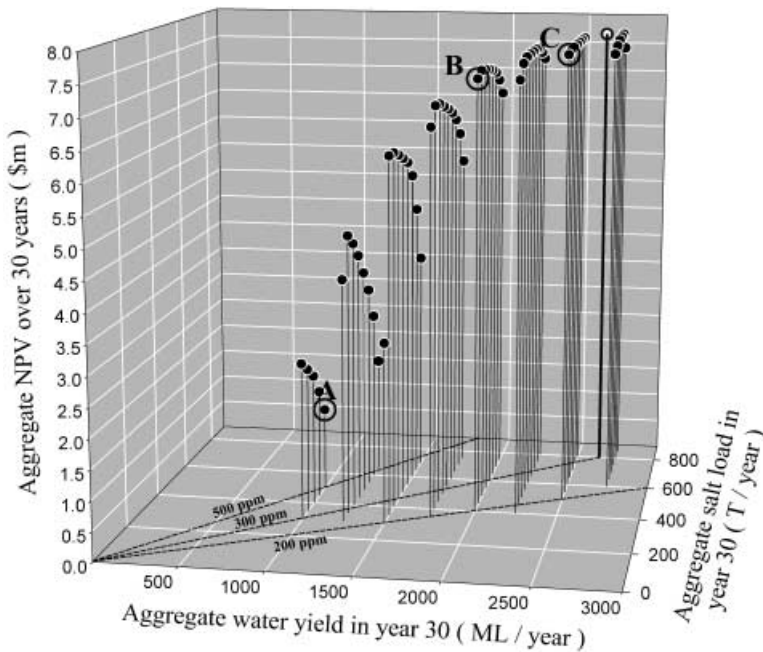 Aggregate NPV over 30 years ( $m )
8.0
7.5
7.0
6.5
6.0
5.5
5.0
4.5
4.0
3.5
3.0
2.5
2.0
1.5
1.0
0.5
0.0
A
B
C
500 ppm
300 ppm
200 ppm
500
1000
1500
2000
2500
3000
Aggregate water yield in year 30 ( ML / year )
800
600
400
200
0
Aggregate salt load in
year 30 ( T / year )